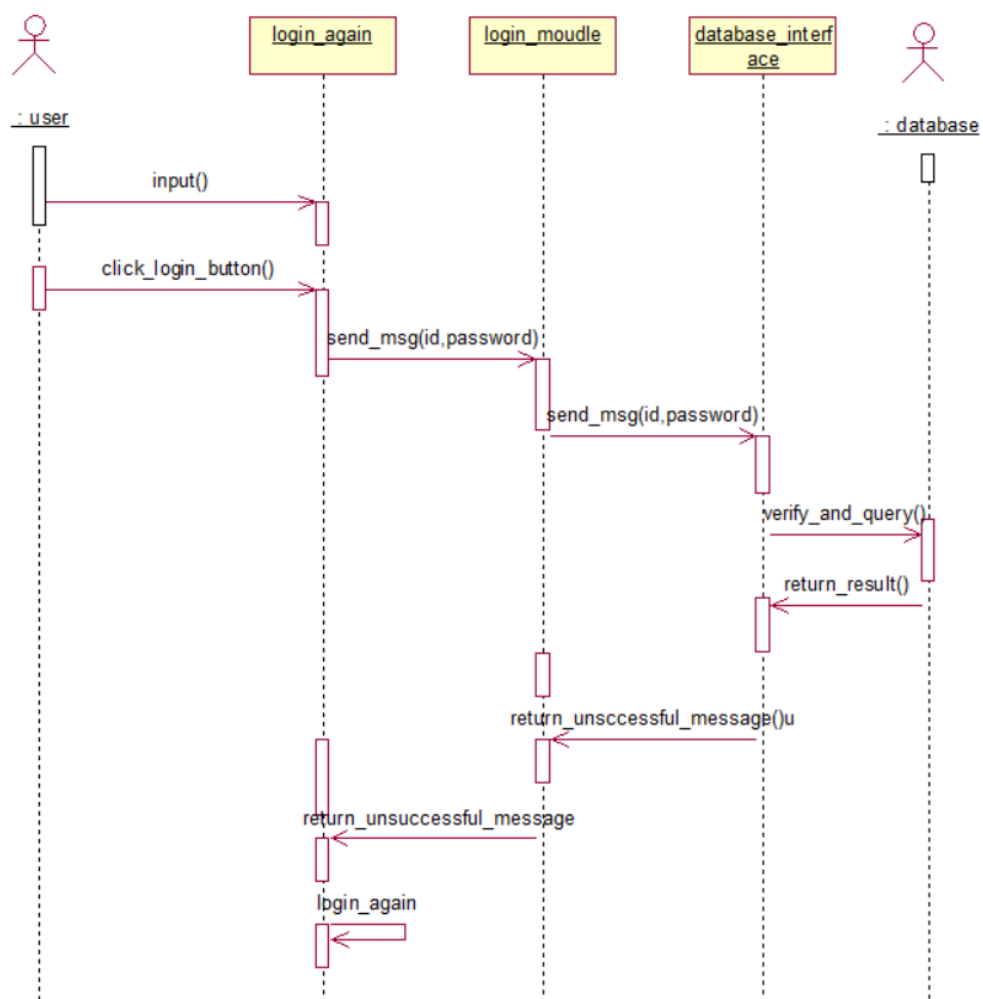 login_again
login_moudle
database_interf
ace
: user
: database
input()
click_login_button()
send_msg(id,password)
send_msg(id,password)
verify_and_query()
return_result()
return_unsccessful_message()u
return_unsuccessful_message
login_again